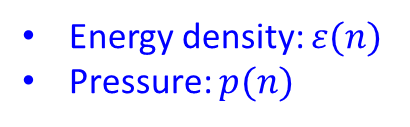 • Energy density: 𝜀(𝑛)
• Pressure: 𝑝(𝑛)